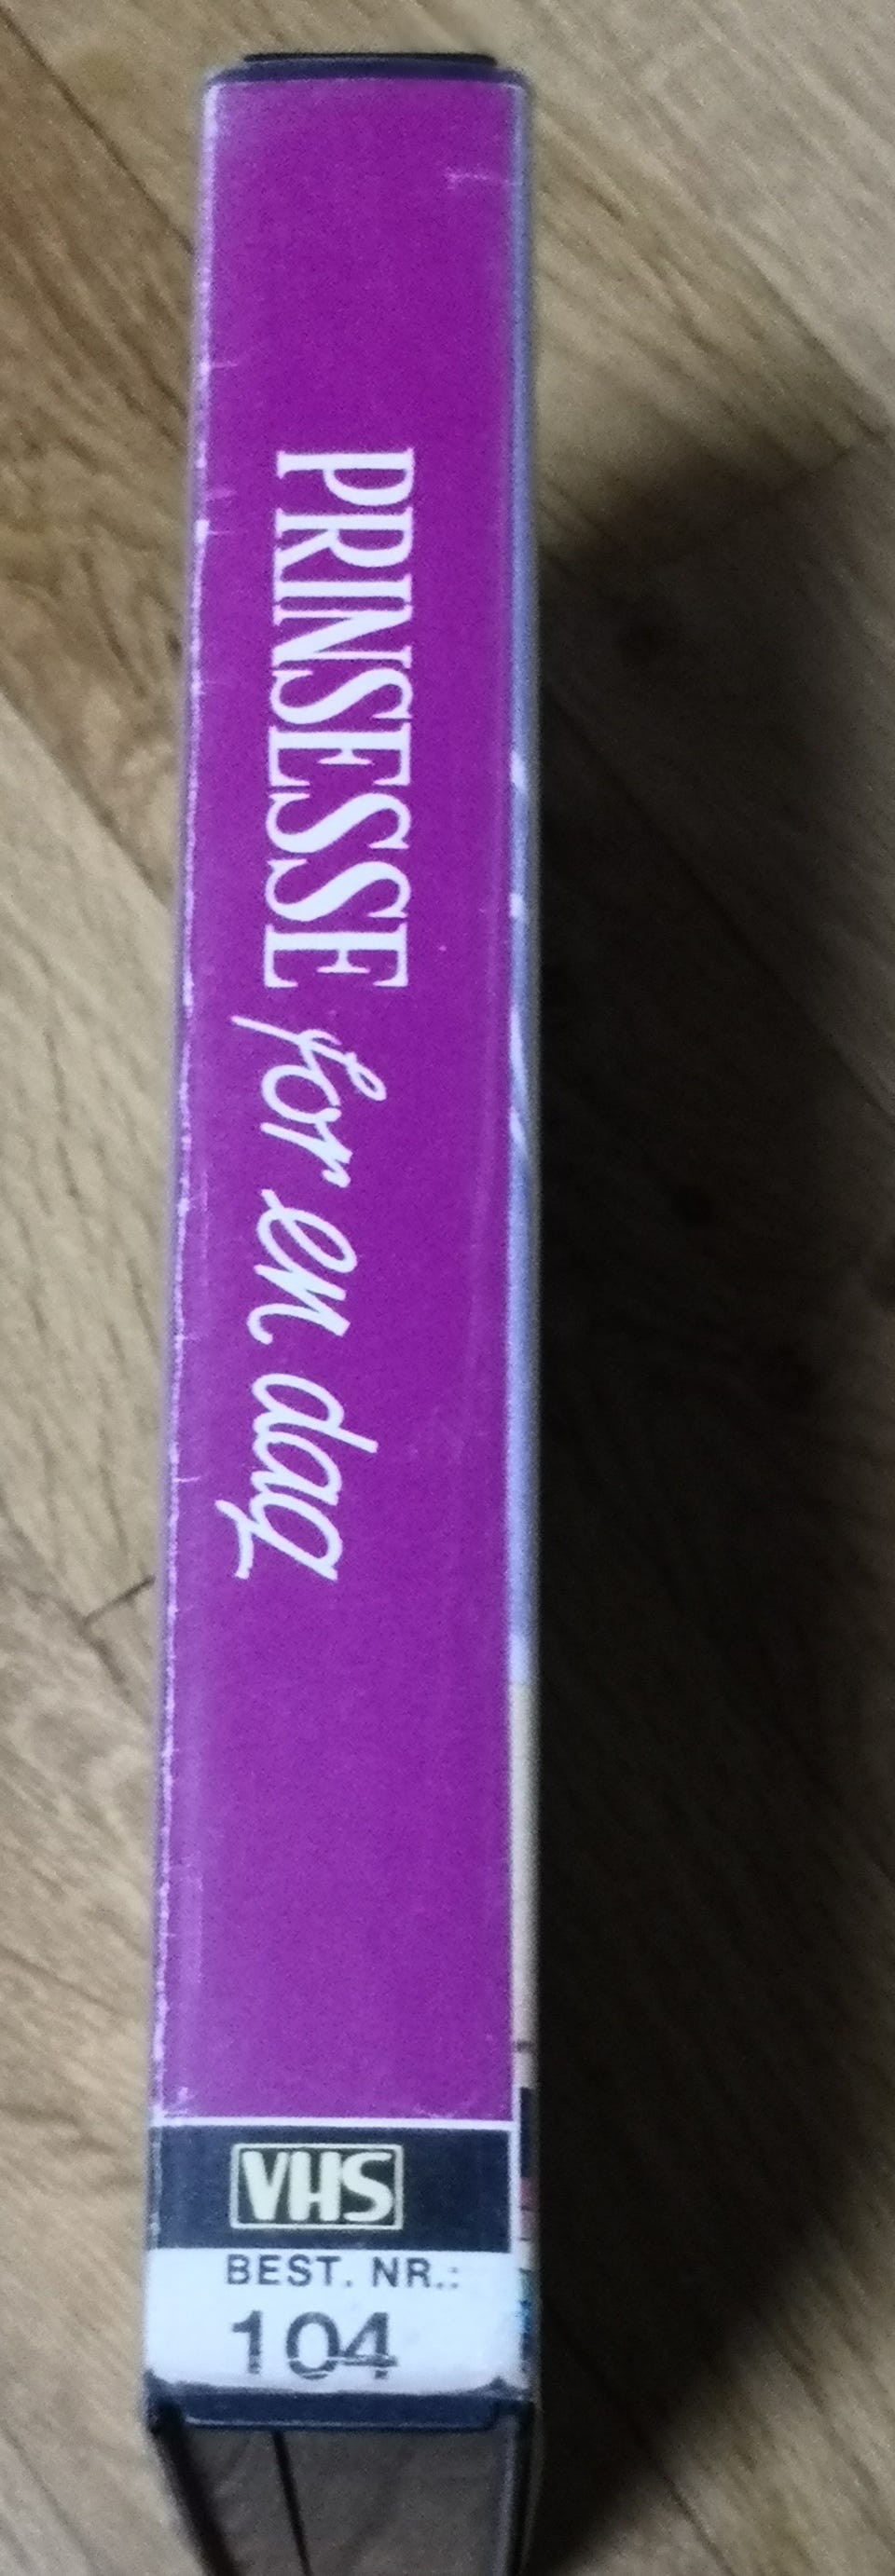 PRINSESSE for en dag
VHS
BEST. NR.:
104